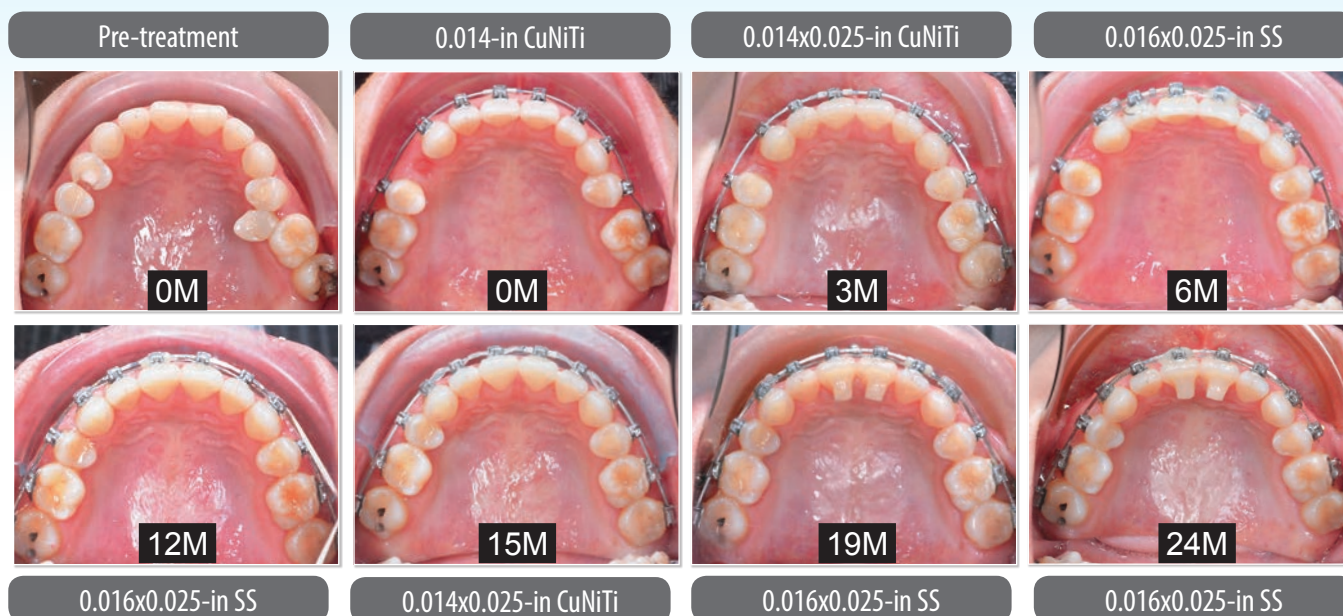 Pre-treatment
0.014-in CuNiTi
0.014x0.025-in CuNiTi
0.016x0.025-in SS
0M
0M
3M
6M
12M
15M
19M
24M
0.016x0.025-in SS
0.014x0.025-in CuNiTi
0.016x0.025-in SS
0.016x0.025-in SS